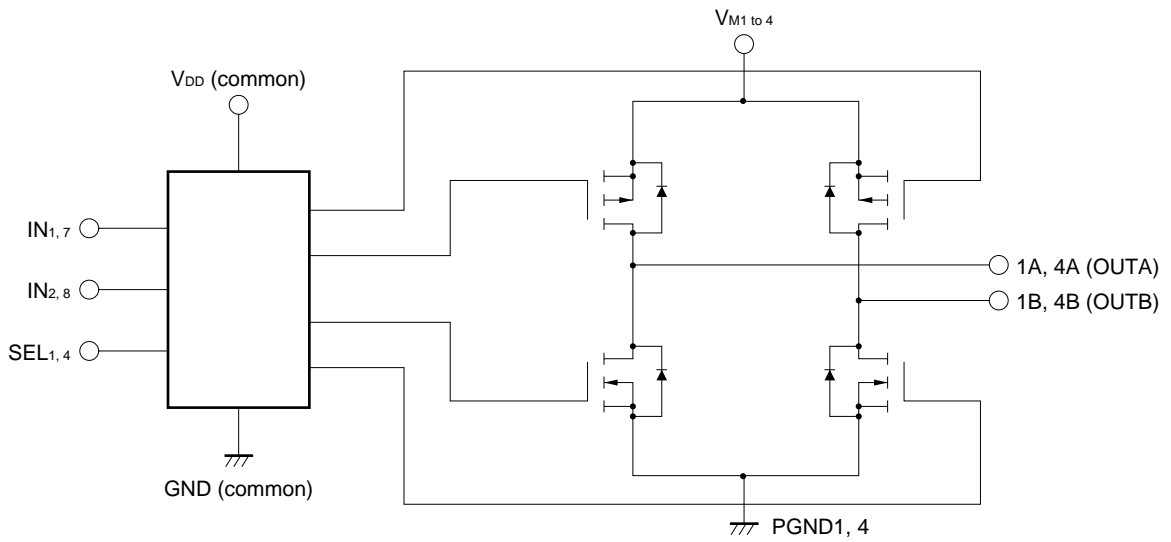 VM1 to 4
VDD (common)
IN1, 7
IN2, 8
SEL1, 4
1A, 4A (OUTA)
1B, 4B (OUTB)
GND (common)
PGND1, 4